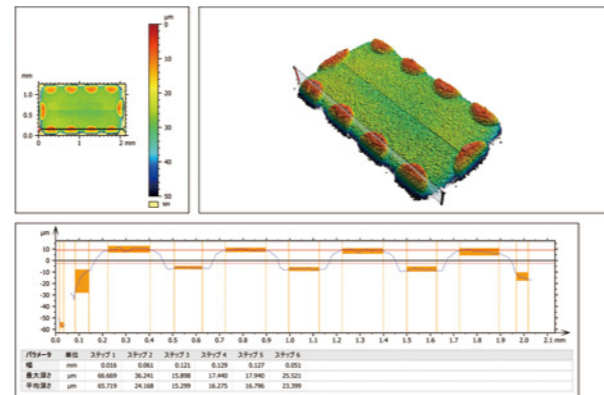 µm
0
mm
10
1.0
20
0.5
30
0.0
40
0 1 2 mm
50
NM
µm
10
0
-10
-20
-30
-40
-50
-60
0.0 0.1 0.2 0.3 0.4 0.5 0.6 0.7 0.8 0.9 1.0 1.1 1.2 1.3 1.4 1.5 1.6 1.7 1.8 1.9 2.0 2.1 mm
パラメータ 単位 ステップ 1 ステップ 2 ステップ 3 ステップ 4 ステップ 5 ステップ 6
幅 mm 0.016 0.061 0.121 0.129 0.127 0.051
最大深さ µm 66.669 36.241 15.898 17.440 17.940 25.521
平均深さ µm 65.719 24.168 15.299 16.275 16.796 23.399